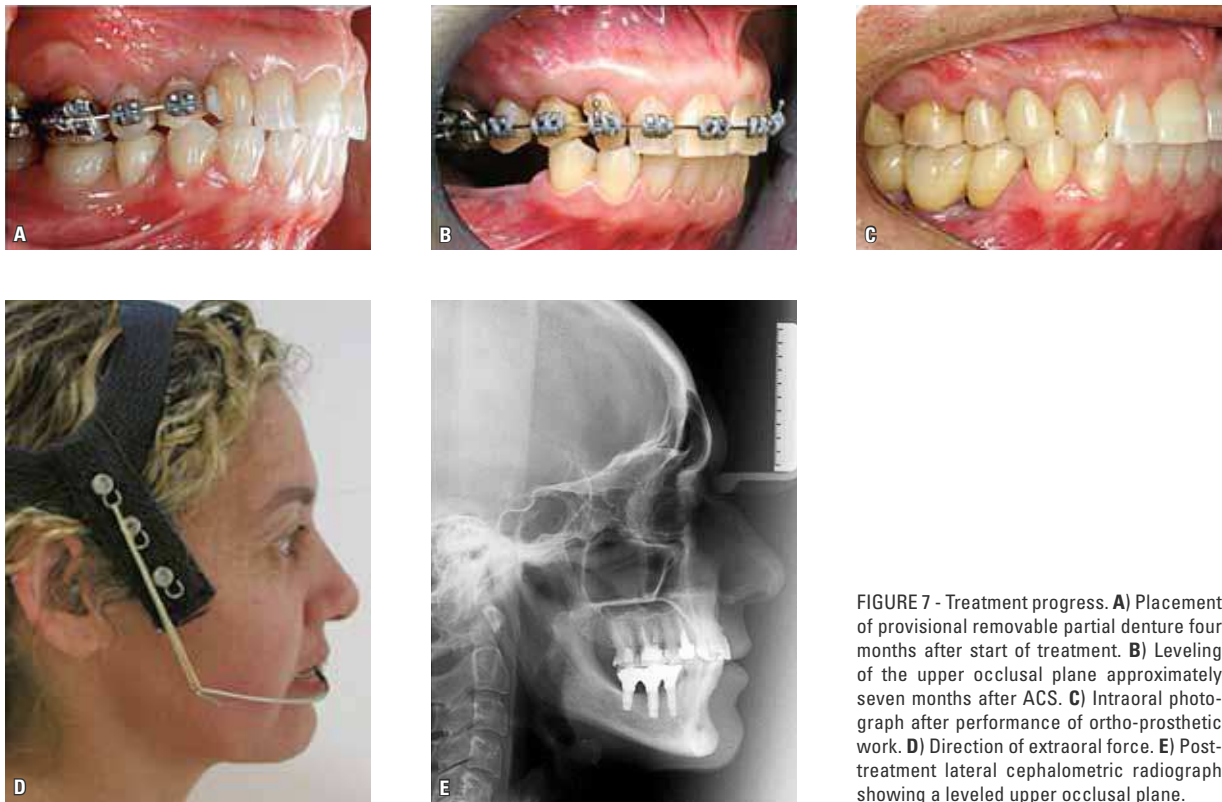 A
B
C
D
E
FIGURE 7 - Treatment progress. A) Placement
of provisional removable partial denture four
months after start of treatment. B) Leveling
of the upper occlusal plane approximately
seven months after ACS. C) Intraoral photo-
graph after performance of ortho-prosthetic
work. D) Direction of extraoral force. E) Post-
treatment lateral cephalometric radiograph
showing a leveled upper occlusal plane.